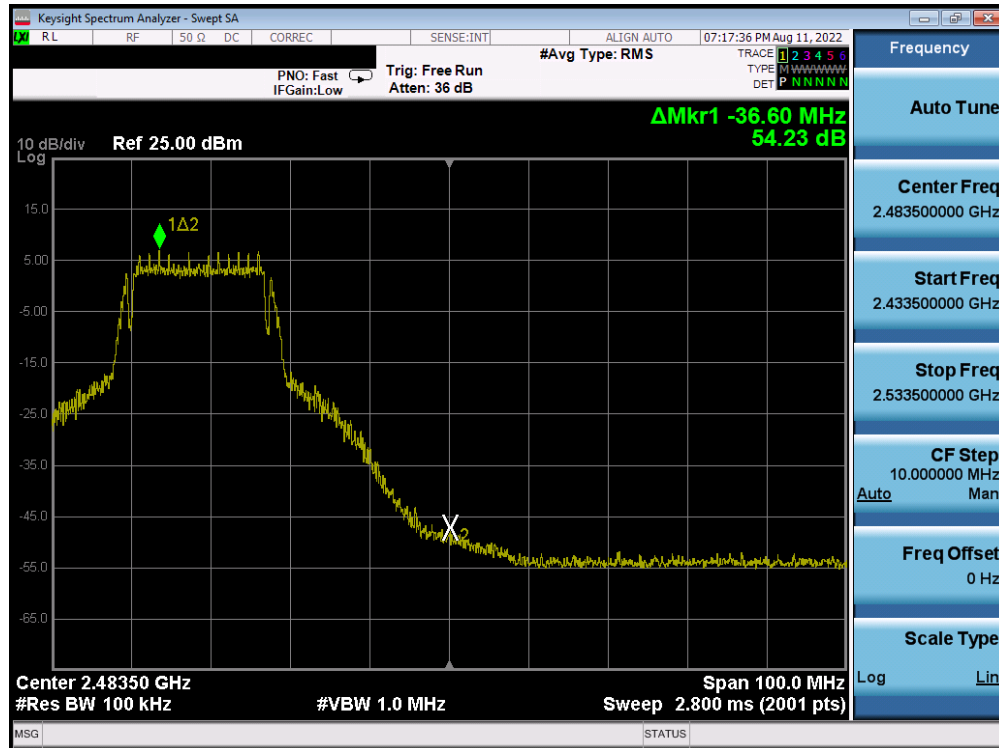 Keysight Spectrum Analyzer - Swept SA
LXI RL RF 50 Ω DC CORREC SENSE:INT ALIGN AUTO 07:17:36 PM Aug 11, 2022
PNO: Fast
IFGain:Low
Trig: Free Run
Atten: 36 dB
#Avg Type: RMS
TRACE 1 2 3 4 5 6
TYPE M W W W W W
DET P N N N N N
ΔMkr1 -36.60 MHz
54.23 dB
10 dB/div Ref 25.00 dBm
Log
15.0
5.00
-5.00
-15.0
-25.0
-35.0
-45.0
-55.0
-65.0
1Δ2
X2
Center 2.48350 GHz Span 100.0 MHz
#Res BW 100 kHz #VBW 1.0 MHz Sweep 2.800 ms (2001 pts)
MSG STATUS
Frequency
Auto Tune
Center Freq
2.483500000 GHz
Start Freq
2.433500000 GHz
Stop Freq
2.533500000 GHz
CF Step
10.000000 MHz
Auto Man
Freq Offset
0 Hz
Scale Type
Log Lin